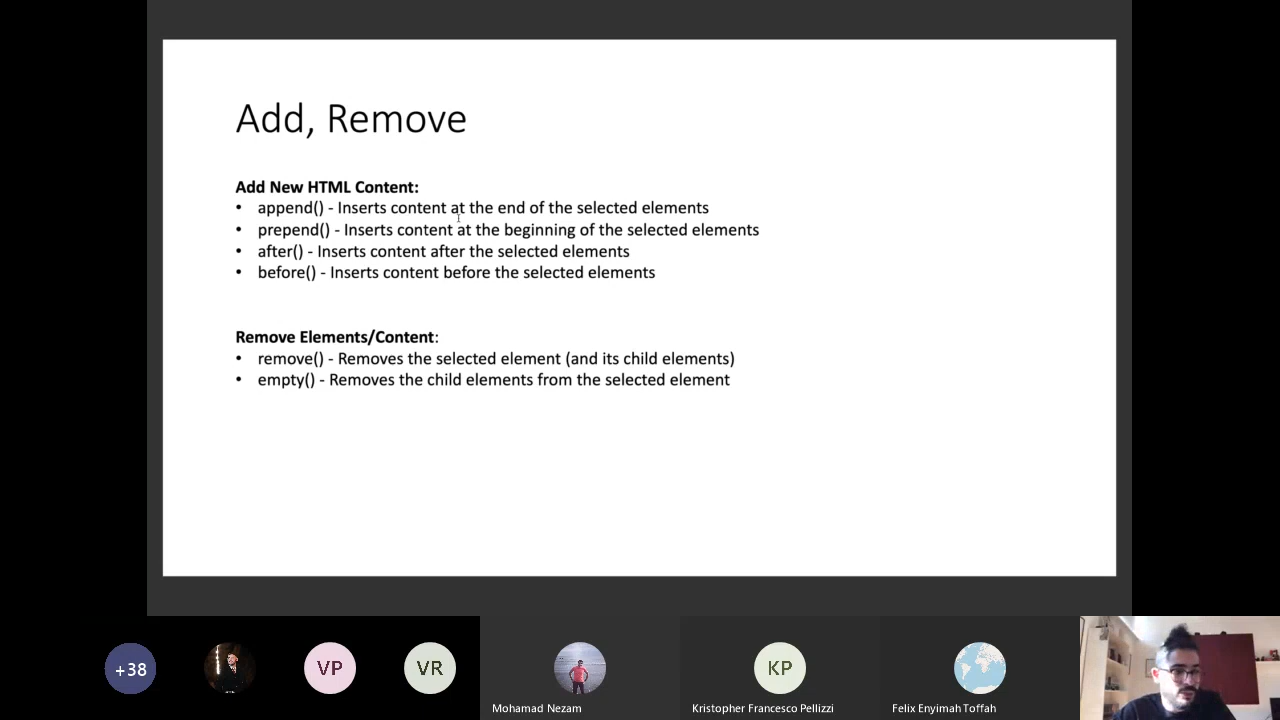 Add, Remove
Add New HTML Content:
• append() - Inserts content at the end of the selected elements
• prepend() - Inserts content at the beginning of the selected elements
• after() - Inserts content after the selected elements
• before() - Inserts content before the selected elements
Remove Elements/Content:
• remove() - Removes the selected element (and its child elements)
• empty() - Removes the child elements from the selected element
+38
VP
VR
KP
Mohamad Nezam
Kristopher Francesco Pellizzi
Felix Enyimah Toffah